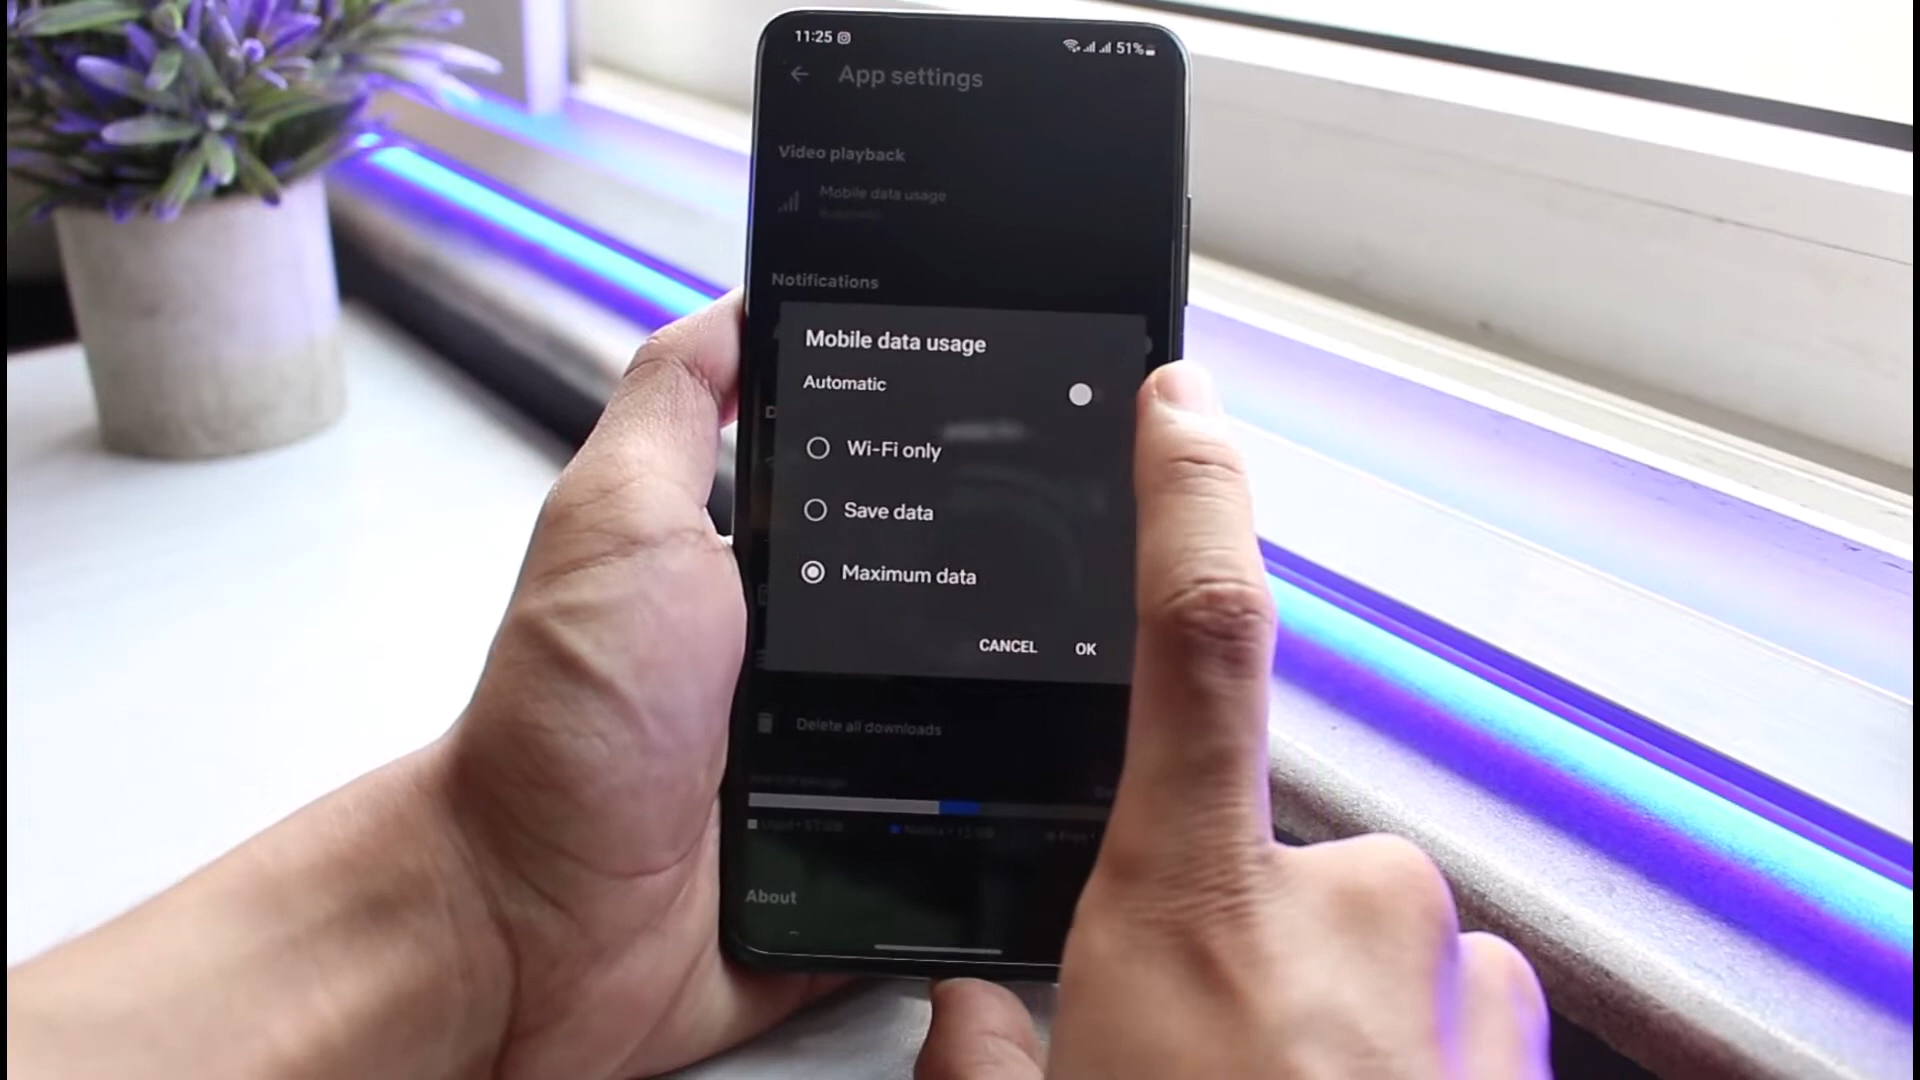 11:25
51%
App settings
Video playback
Mobile data usage
Notifications
Mobile data usage
Automatic
Wi-Fi only
Save data
Maximum data
CANCEL OK
Delete all downloads
About